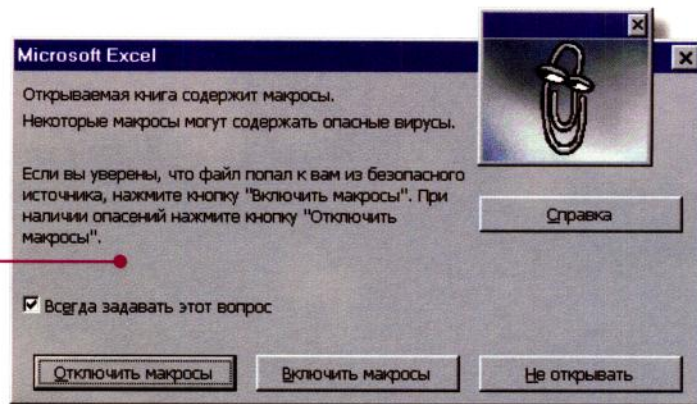 Microsoft Excel
Открываемая книга содержит макросы.
Некоторые макросы могут содержать опасные вирусы.
Если вы уверены, что файл попал к вам из безопасного
источника, нажмите кнопку "Включить макросы". При
наличии опасений нажмите кнопку "Отключить
макросы".
Справка
Всегда задавать этот вопрос
Отключить макросы
Включить макросы
Не открывать